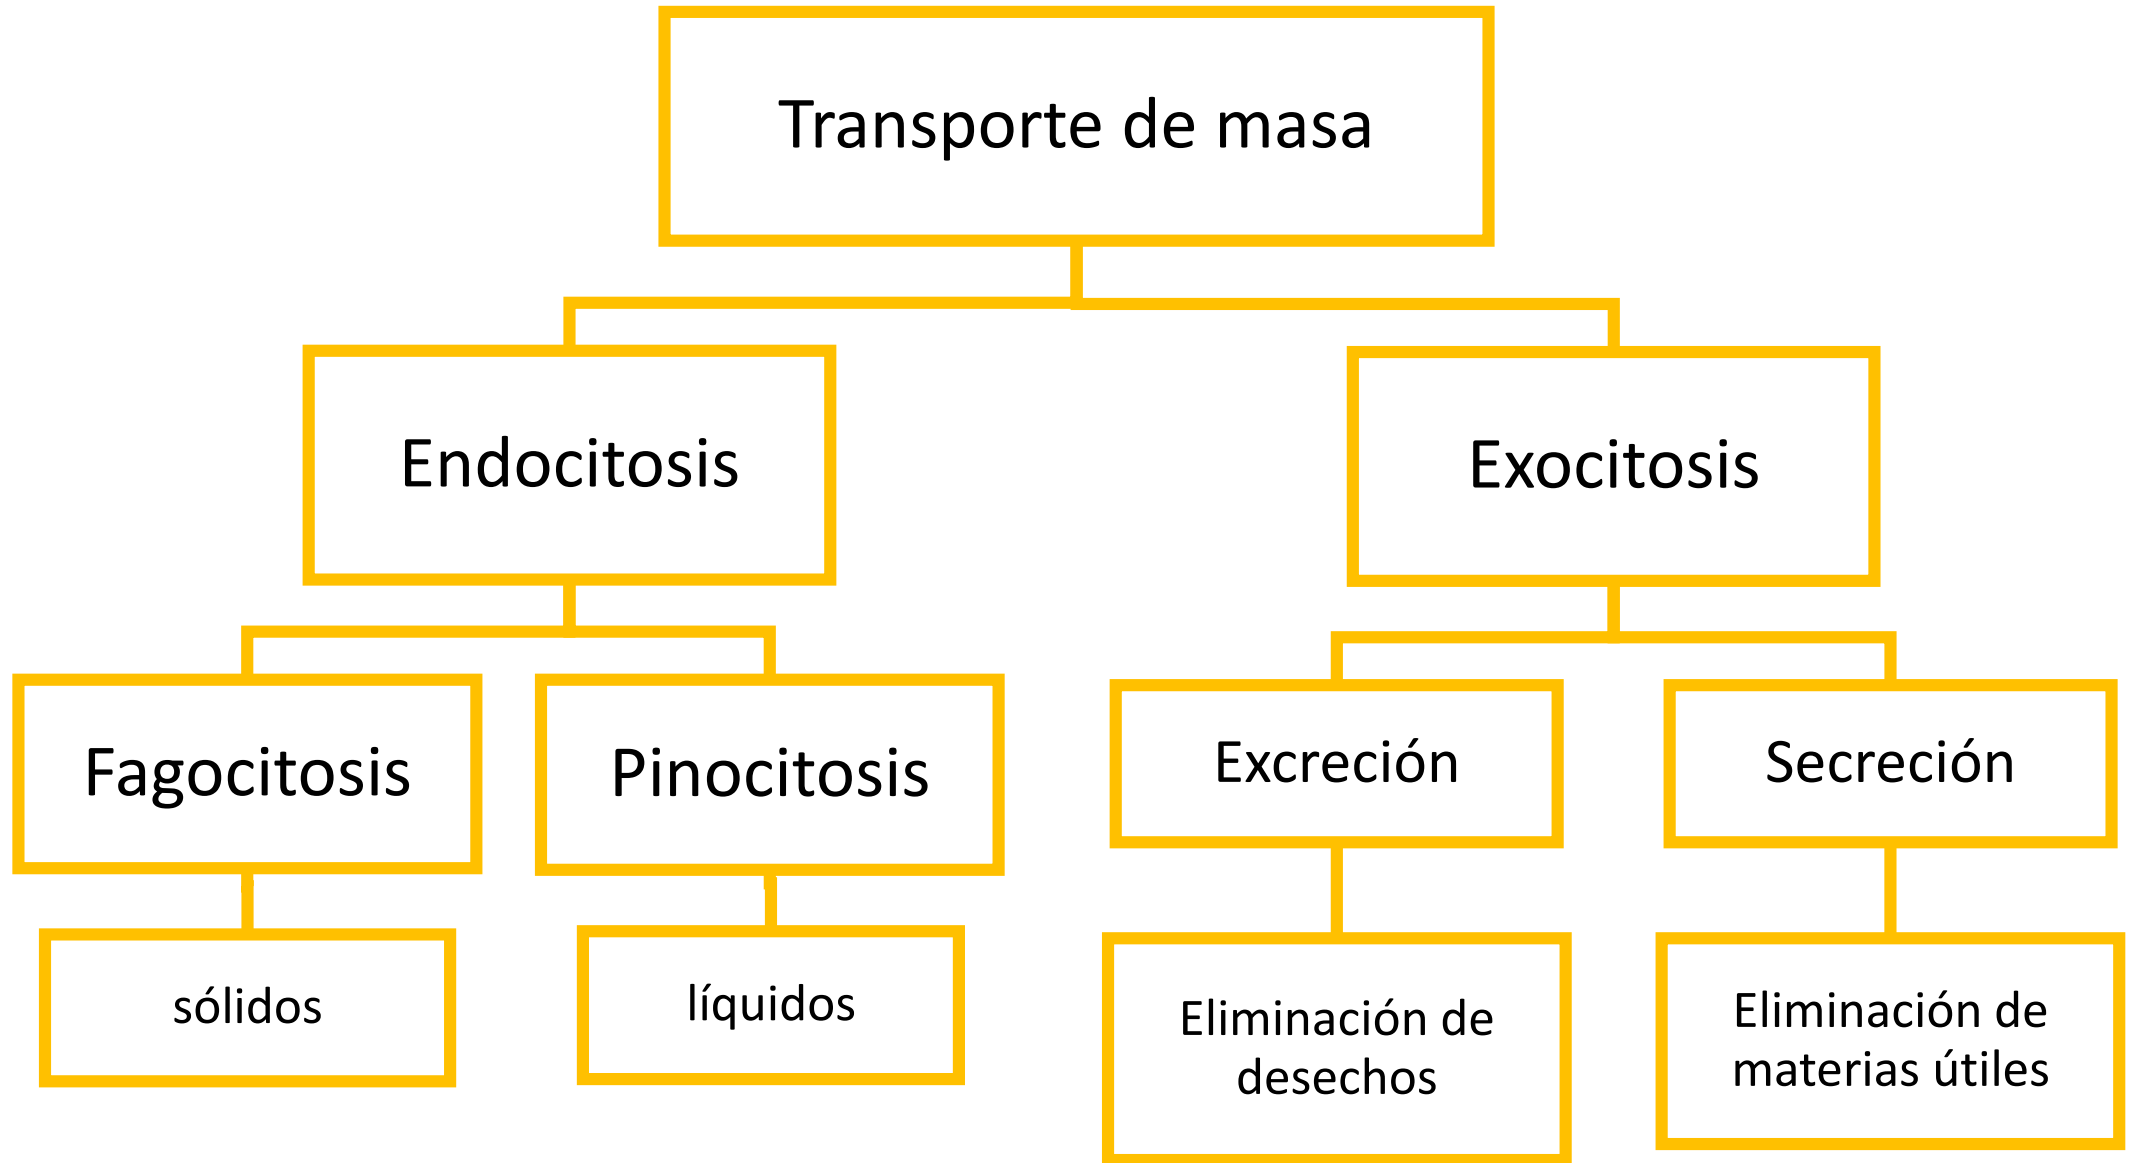 Transporte de masa
Endocitosis
Exocitosis
Fagocitosis
Pinocitosis
Excreción
Secreción
sólidos
líquidos
Eliminación de
desechos
Eliminación de
materias útiles